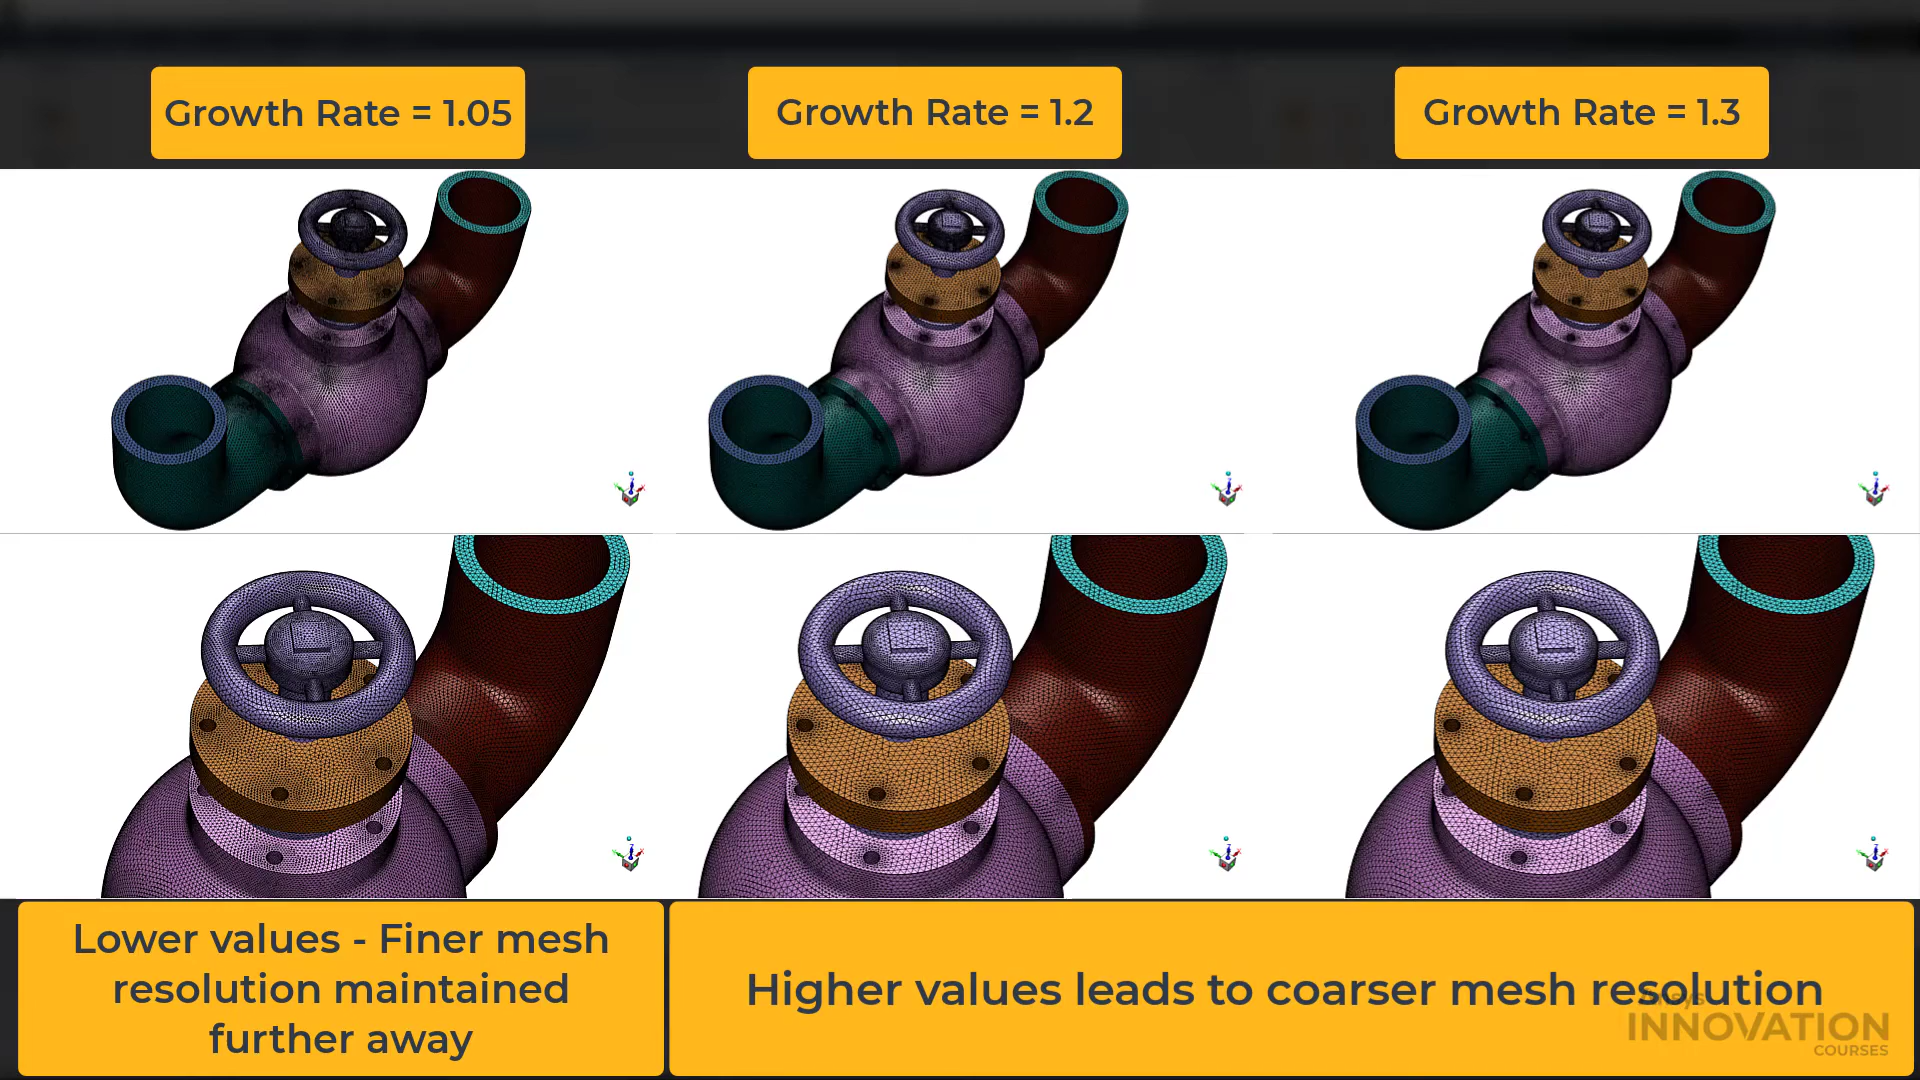 Growth Rate = 1.05
Growth Rate = 1.2
Growth Rate = 1.3
Lower values - Finer mesh
resolution maintained
further away
Higher values leads to coarser mesh resolution
Ansys
INNOVATION
COURSES